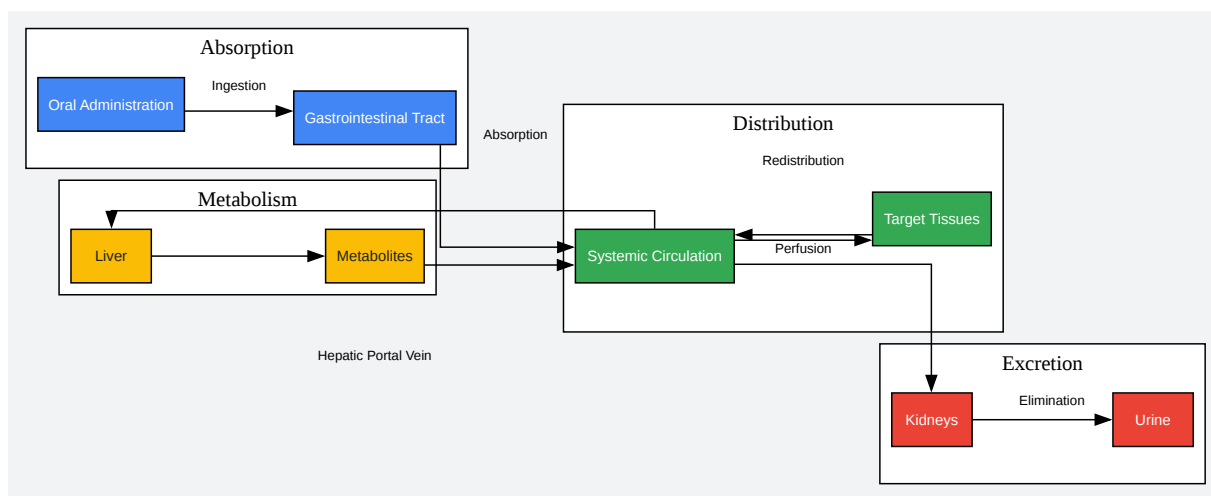 Absorption
Ingestion
Oral Administration
Gastrointestinal Tract
Absorption
Distribution
Redistribution
Metabolism
Target Tissues
Liver
Metabolites
Systemic Circulation
Perfusion
Hepatic Portal Vein
Excretion
Elimination
Kidneys
Urine